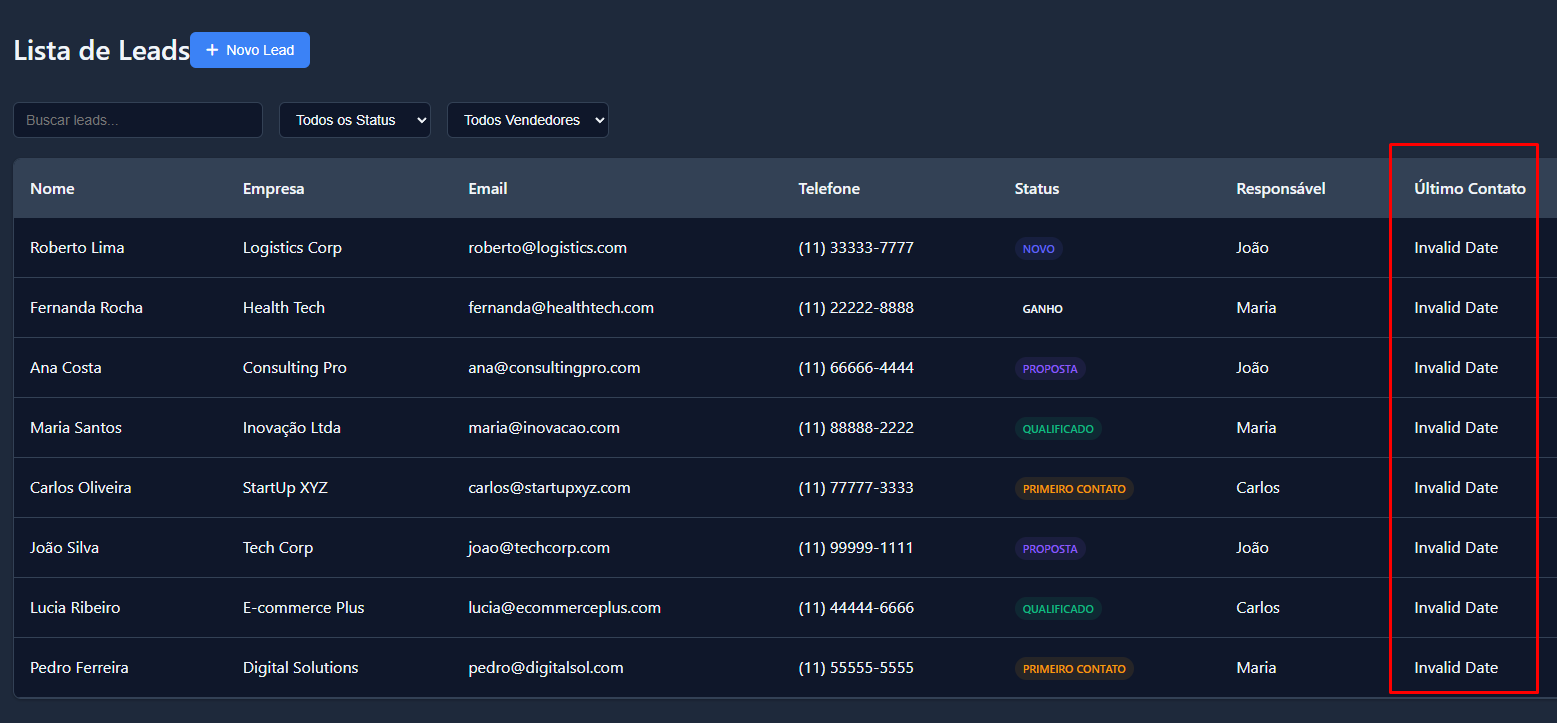 Lista de Leads + Novo Lead
Buscar leads... Todos os Status Todos Vendedores
Nome Empresa Email Telefone Status Responsável Último Contato
Roberto Lima Logistics Corp roberto@logistics.com (11) 33333-7777 NOVO João Invalid Date
Fernanda Rocha Health Tech fernanda@healthtech.com (11) 22222-8888 GANHO Maria Invalid Date
Ana Costa Consulting Pro ana@consultingpro.com (11) 66666-4444 PROPOSTA João Invalid Date
Maria Santos Inovação Ltda maria@inovacao.com (11) 88888-2222 QUALIFICADO Maria Invalid Date
Carlos Oliveira StartUp XYZ carlos@startupxyz.com (11) 77777-3333 PRIMEIRO CONTATO Carlos Invalid Date
João Silva Tech Corp joao@techcorp.com (11) 99999-1111 PROPOSTA João Invalid Date
Lucia Ribeiro E-commerce Plus lucia@ecommerceplus.com (11) 44444-6666 QUALIFICADO Carlos Invalid Date
Pedro Ferreira Digital Solutions pedro@digitalsol.com (11) 55555-5555 PRIMEIRO CONTATO Maria Invalid Date